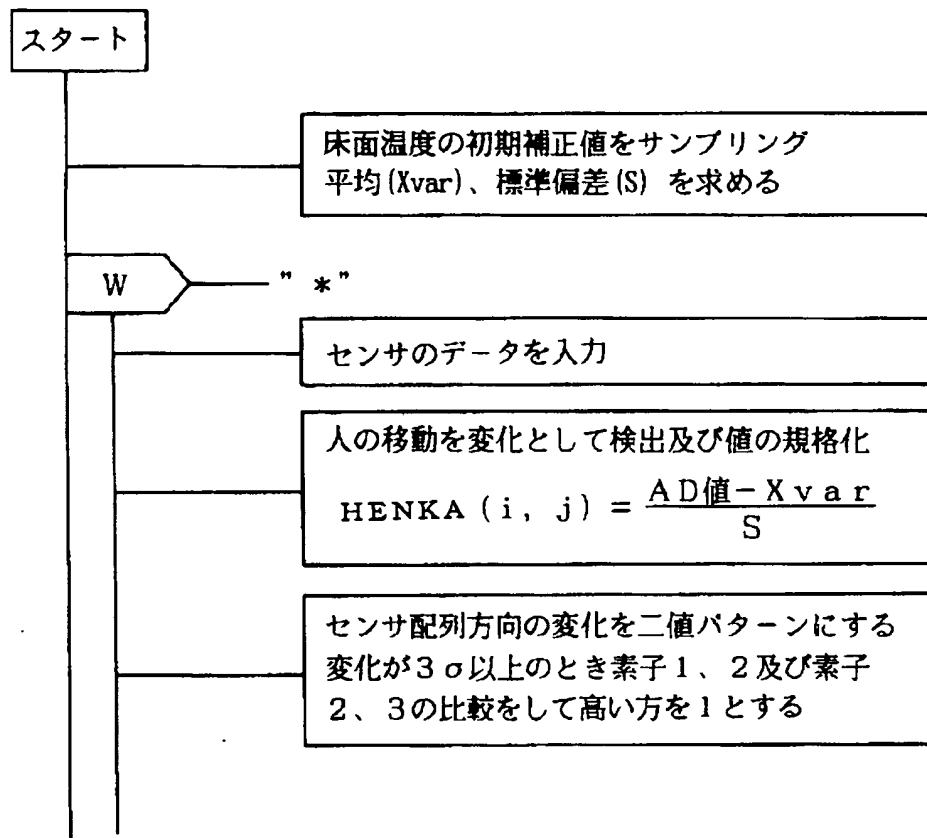 スタート
床面温度の初期補正値をサンプリング
平均(Xvar)、標準偏差(S) を求める
W
" *"
センサのデータを入力
人の移動を変化として検出及び値の規格化
HENKA (i, j) = AD値－Xvar / S
センサ配列方向の変化を二値パターンにする
変化が3σ以上のとき素子1、2及び素子
2、3の比較をして高い方を1とする